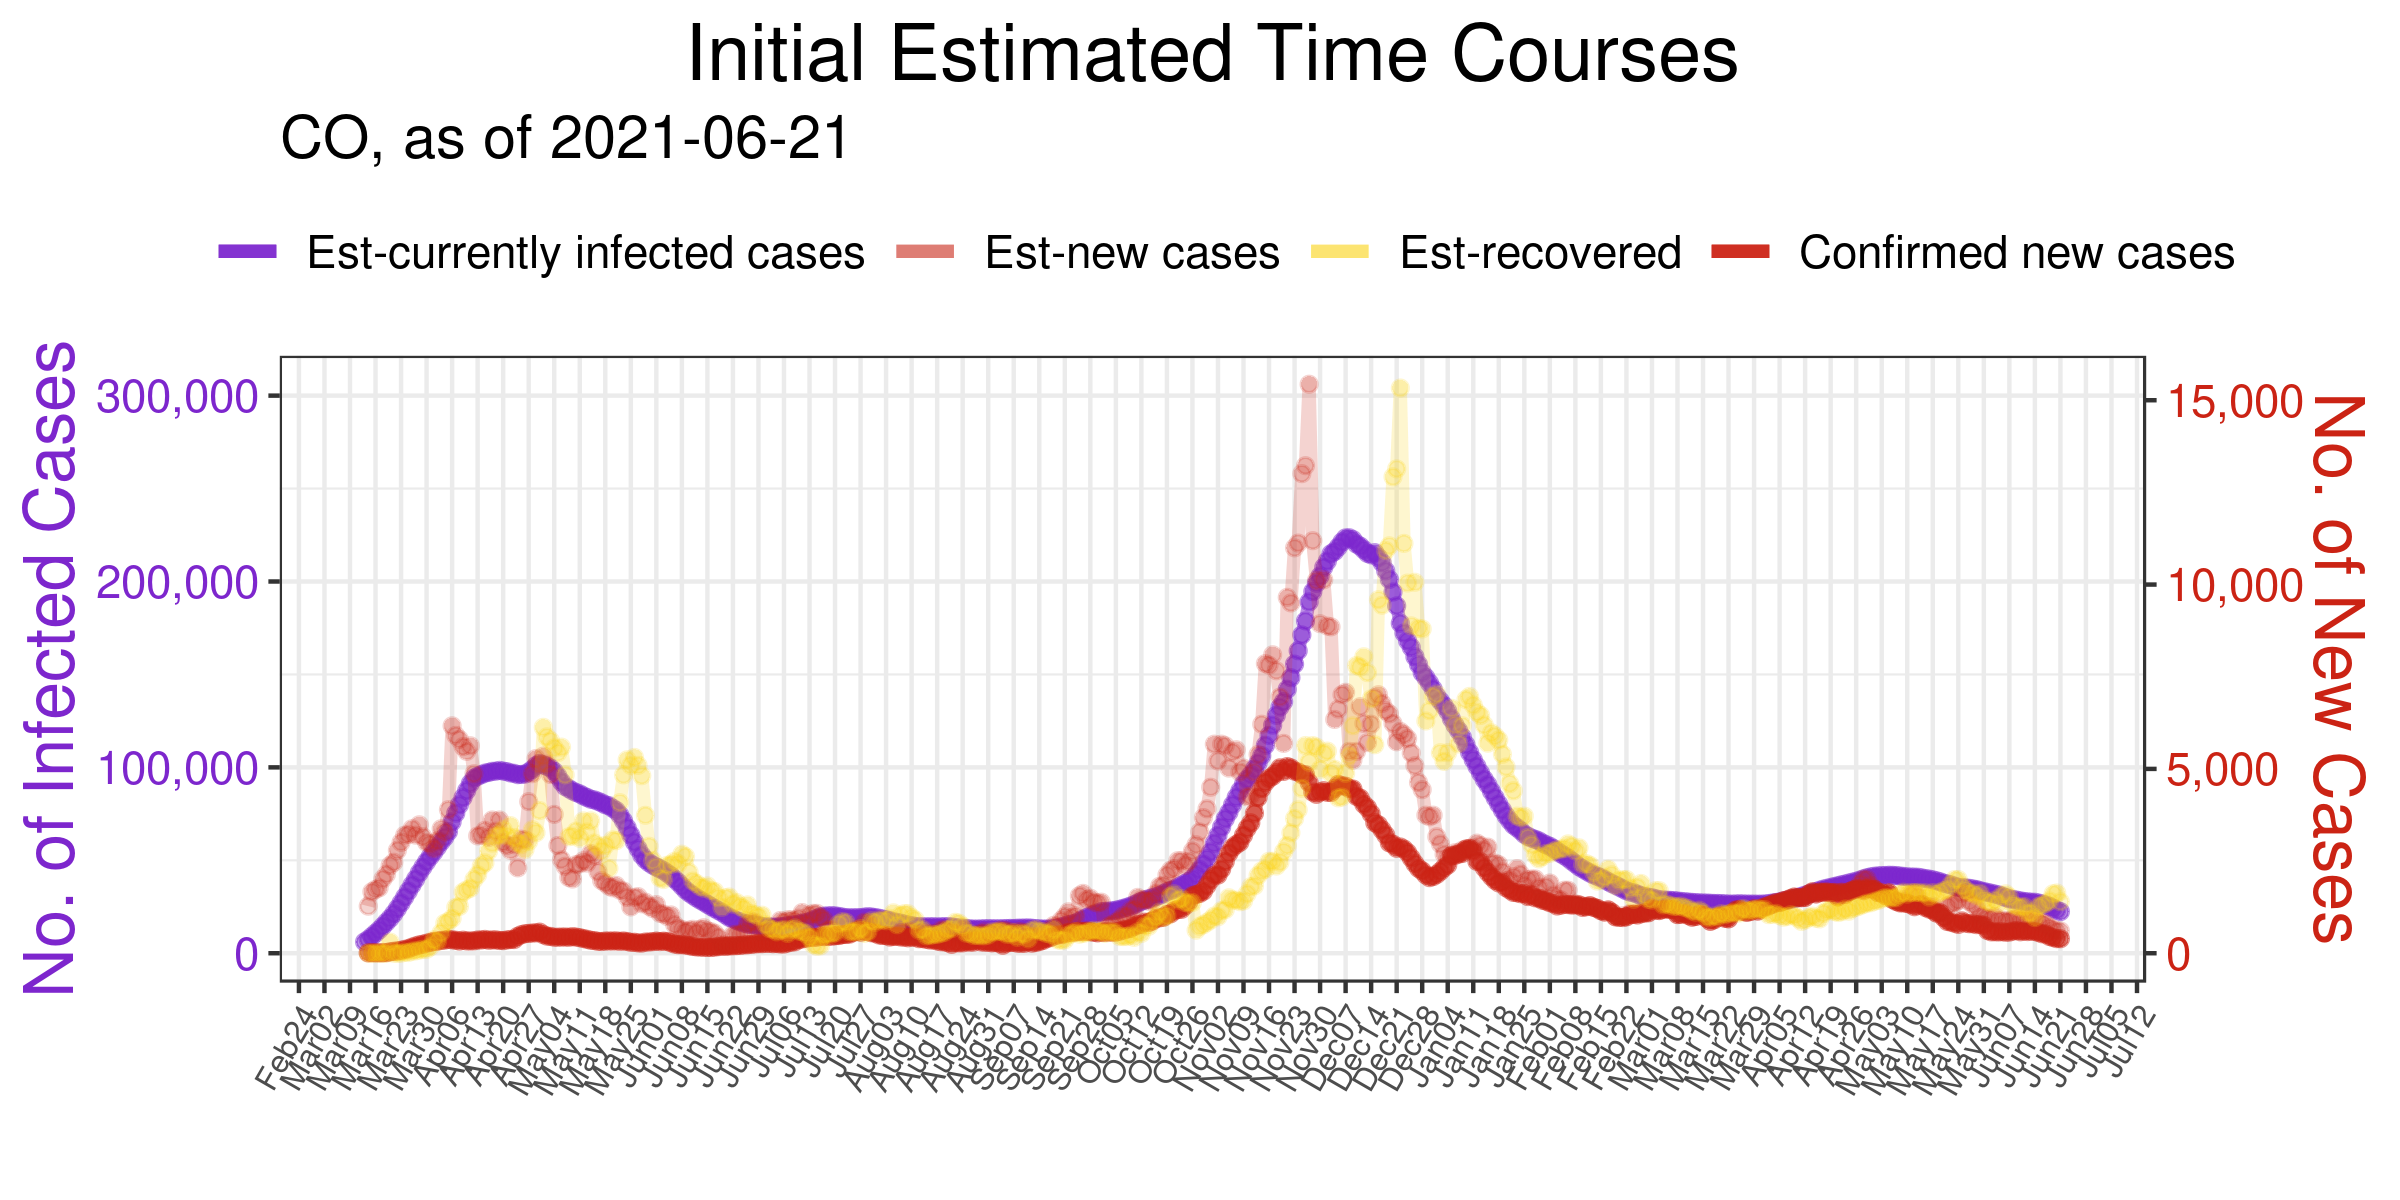 Initial Estimated Time Courses
CO, as of 2021-06-21
Est-currently infected cases Est-new cases Est-recovered Confirmed new cases
No. of Infected Cases
300,000
200,000
100,000
0
15,000
10,000
5,000
0
No. of New Cases
Feb24 Mar02 Mar09 Mar16 Mar23 Mar30 Apr06 Apr13 Apr20 Apr27 May04 May11 May18 May25 Jun01 Jun08 Jun15 Jun22 Jun29 Jul06 Jul13 Jul20 Jul27 Aug03 Aug10 Aug17 Aug24 Aug31 Sep07 Sep14 Sep21 Sep28 Oct05 Oct12 Oct19 Oct26 Nov02 Nov09 Nov16 Nov23 Nov30 Dec07 Dec14 Dec21 Dec28 Jan04 Jan11 Jan18 Jan25 Feb01 Feb08 Feb15 Feb22 Mar01 Mar08 Mar15 Mar22 Mar29 Apr05 Apr12 Apr19 Apr26 May03 May10 May17 May24 May31 Jun07 Jun14 Jun21 Jun28 Jul05 Jul12